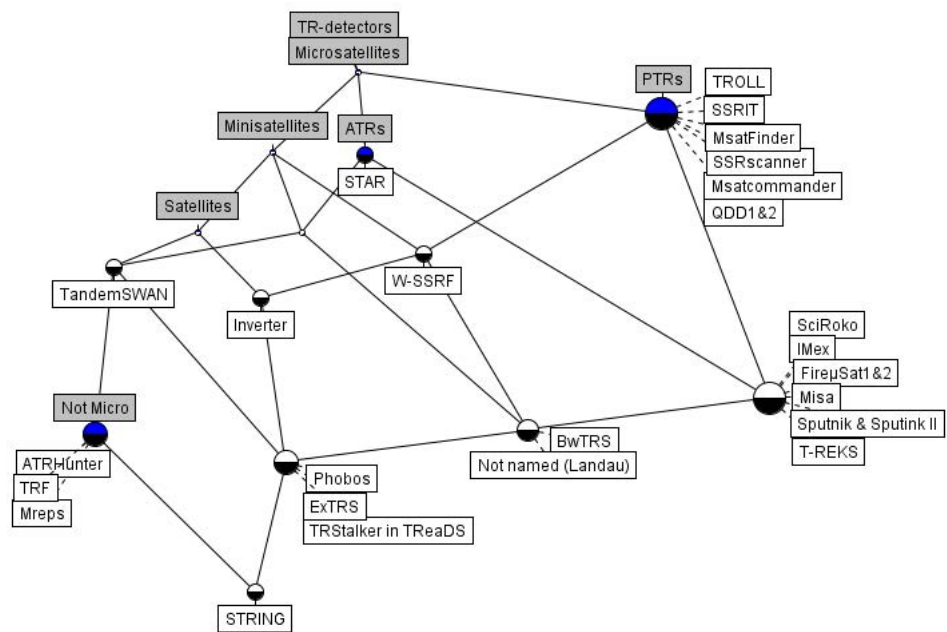 TR-detectors
Microsatellites
PTRs
TROLL
SSRIT
MsatFinder
SSRscanner
Msatcommander
QDD1&2
Minisatellites
ATRs
STAR
Satellites
TandemSWAN
W-SSRF
Inverter
SciRoko
IMex
FireµSat1&2
Misa
Sputnik & Sputink II
T-REKS
Not Micro
ATRHunter
TRF
Mreps
BwTRS
Not named (Landau)
Phobos
ExTRS
TRStalker in TReaDS
STRING